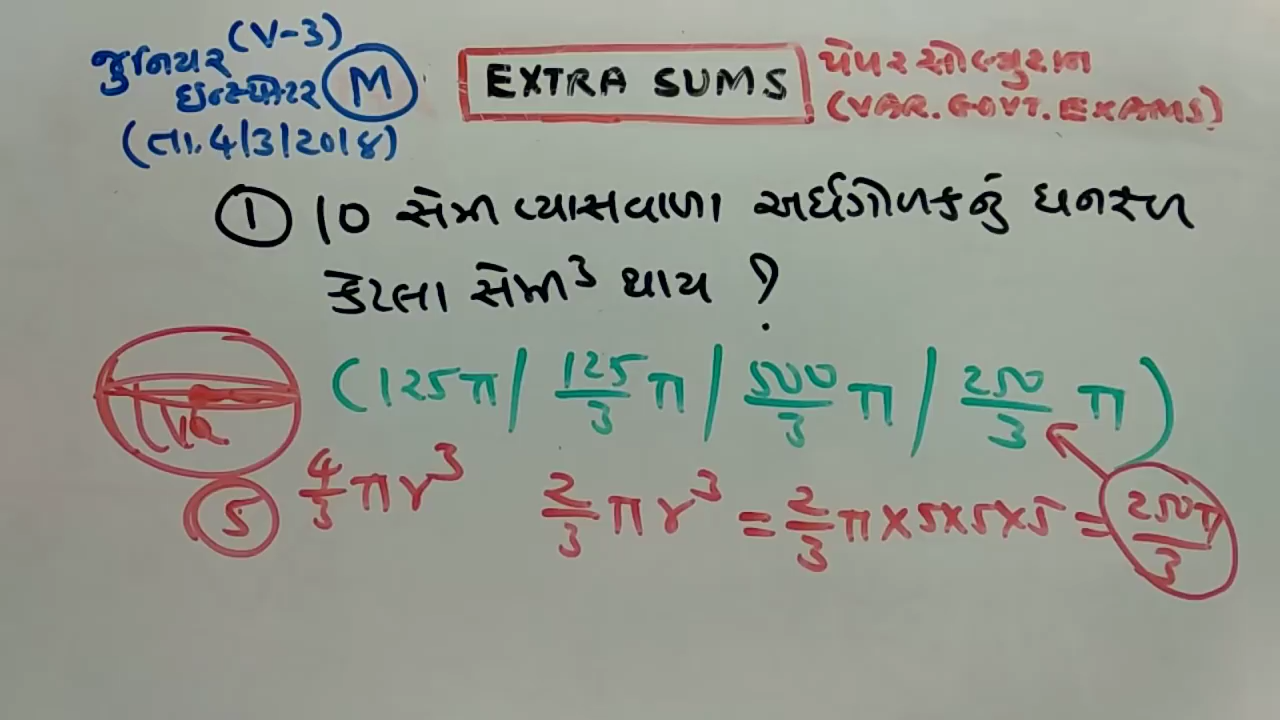 જુનિયર (V-3)
ઇન્સ્પેક્ટર (M)
(તા. 4/3/2018)
EXTRA SUMS
પેપર સોલ્યુશન
(VAR. GOVT. EXAMS)
① 10 સેમી વ્યાસવાળા અર્ધગોળકનું ઘનફળ
કેટલા સેમી³ થાય ?
(125π / 125/3 π / 500/3 π / 250/3 π)
5
4/3 πr³
2/3 πr³ = 2/3 π×5×5×5 = 250π/3